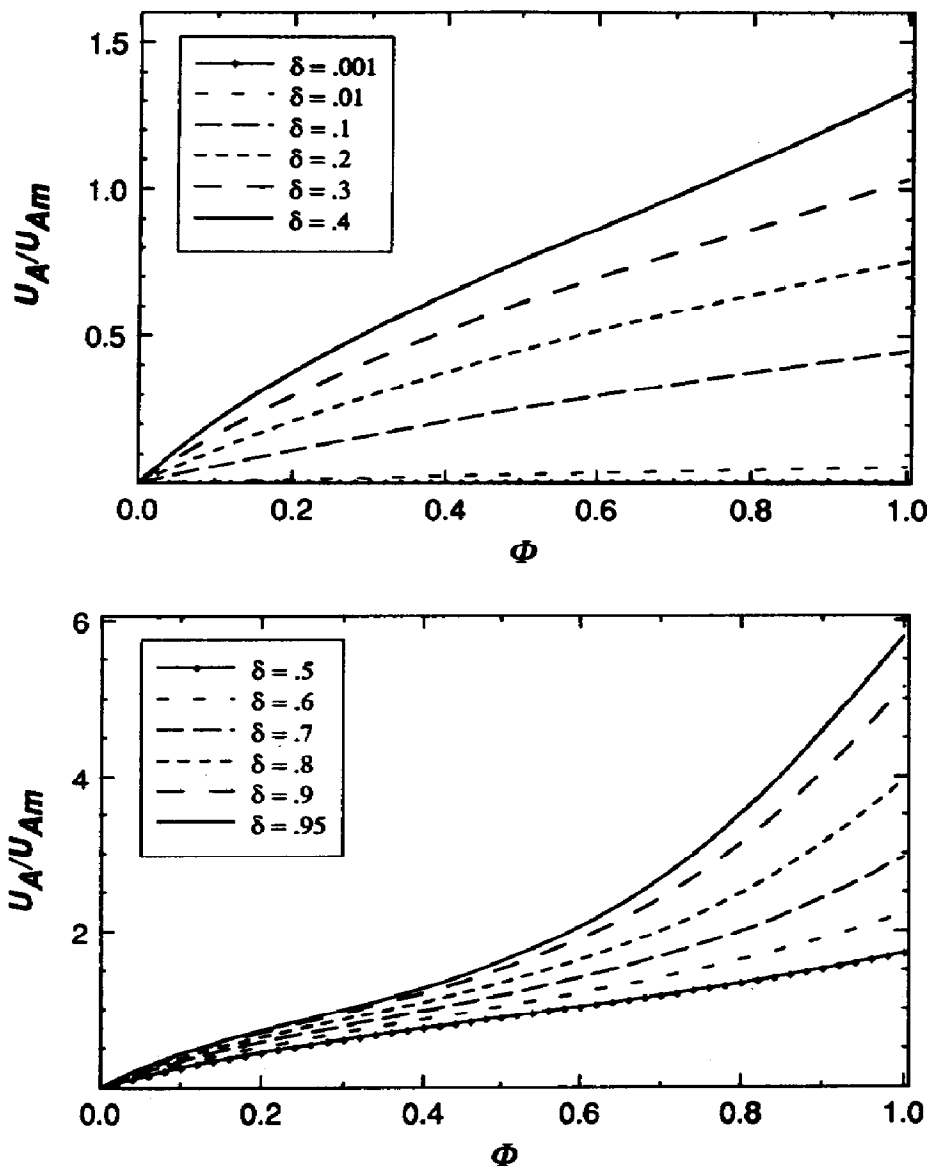 1.5
1.0
0.5
U_A/U_Am
δ = .001
δ = .01
δ = .1
δ = .2
δ = .3
δ = .4
0.0 0.2 0.4 0.6 0.8 1.0
Φ
6
4
2
U_A/U_Am
δ = .5
δ = .6
δ = .7
δ = .8
δ = .9
δ = .95
0.0 0.2 0.4 0.6 0.8 1.0
Φ